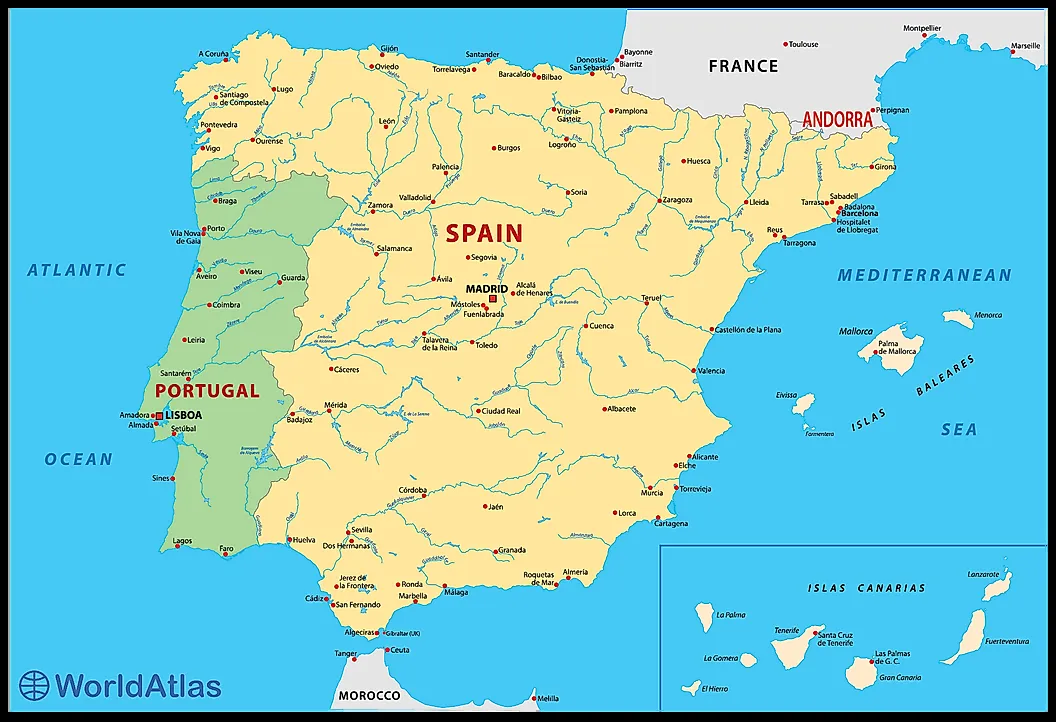 Montpellier
Marseille
Toulouse
Bayonne
Biarritz
FRANCE
Perpignan
ANDORRA
A Coruña
Gijón
Oviedo
Santander
Torrelavega
Baracaldo
Bilbao
Donostia-
San Sebastián
Lugo
Santiago
de Compostela
León
Vitoria-
Gasteiz
Pamplona
Pontevedra
Vigo
Ourense
Burgos
Logroño
Huesca
Girona
Palencia
Valladolid
Zamora
Soria
Zaragoza
Lleida
Sabadell
Tarrasa
Badalona
Barcelona
Hospitalet
de Llobregat
Reus
Tarragona
Braga
Porto
Vila Nova
de Gaia
Douro
Duero
Duero
SPAIN
Salamanca
Segovia
ATLANTIC
Aveiro
Viseu
Guarda
Ávila
MADRID
Alcalá
de Henares
Móstoles
Fuenlabrada
Teruel
MEDITERRANEAN
Coimbra
Cuenca
Castellón de la Plana
Mallorca
Menorca
Palma
de Mallorca
Leiria
Talavera
de la Reina
Toledo
Santarém
Cáceres
Valencia
PORTUGAL
Eivissa
Formentera
ISLAS BALEARES
Amadora
LISBOA
Almada
Setúbal
Mérida
Badajoz
Ciudad Real
Albacete
SEA
OCEAN
Alicante
Elche
Sines
Córdoba
Guadalquivir
Jaén
Murcia
Torrevieja
Lorca
Cartagena
Lagos
Faro
Huelva
Sevilla
Dos Hermanas
Granada
Almería
Roquetas
de Mar
Jerez de
la Frontera
Ronda
Marbella
Málaga
Cádiz
San Fernando
Algeciras
Gibraltar (UK)
Tanger
Ceuta
MOROCCO
Melilla
ISLAS CANARIAS
Lanzarote
La Palma
Tenerife
Santa Cruz
de Tenerife
Fuerteventura
La Gomera
Las Palmas
de G. C.
Gran Canaria
El Hierro
WorldAtlas